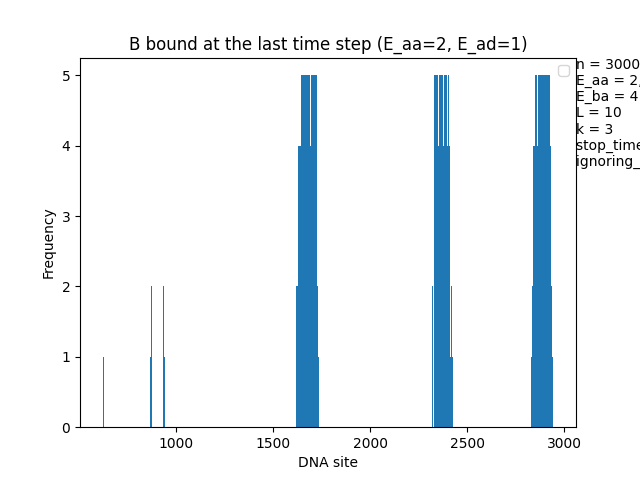 B bound at the last time step (E_aa=2, E_ad=1)
n = 3000
E_aa = 2,
E_ba = 4
L = 10
k = 3
stop_time
ignoring_
Frequency
5
4
3
2
1
0
1000 1500 2000 2500 3000
DNA site